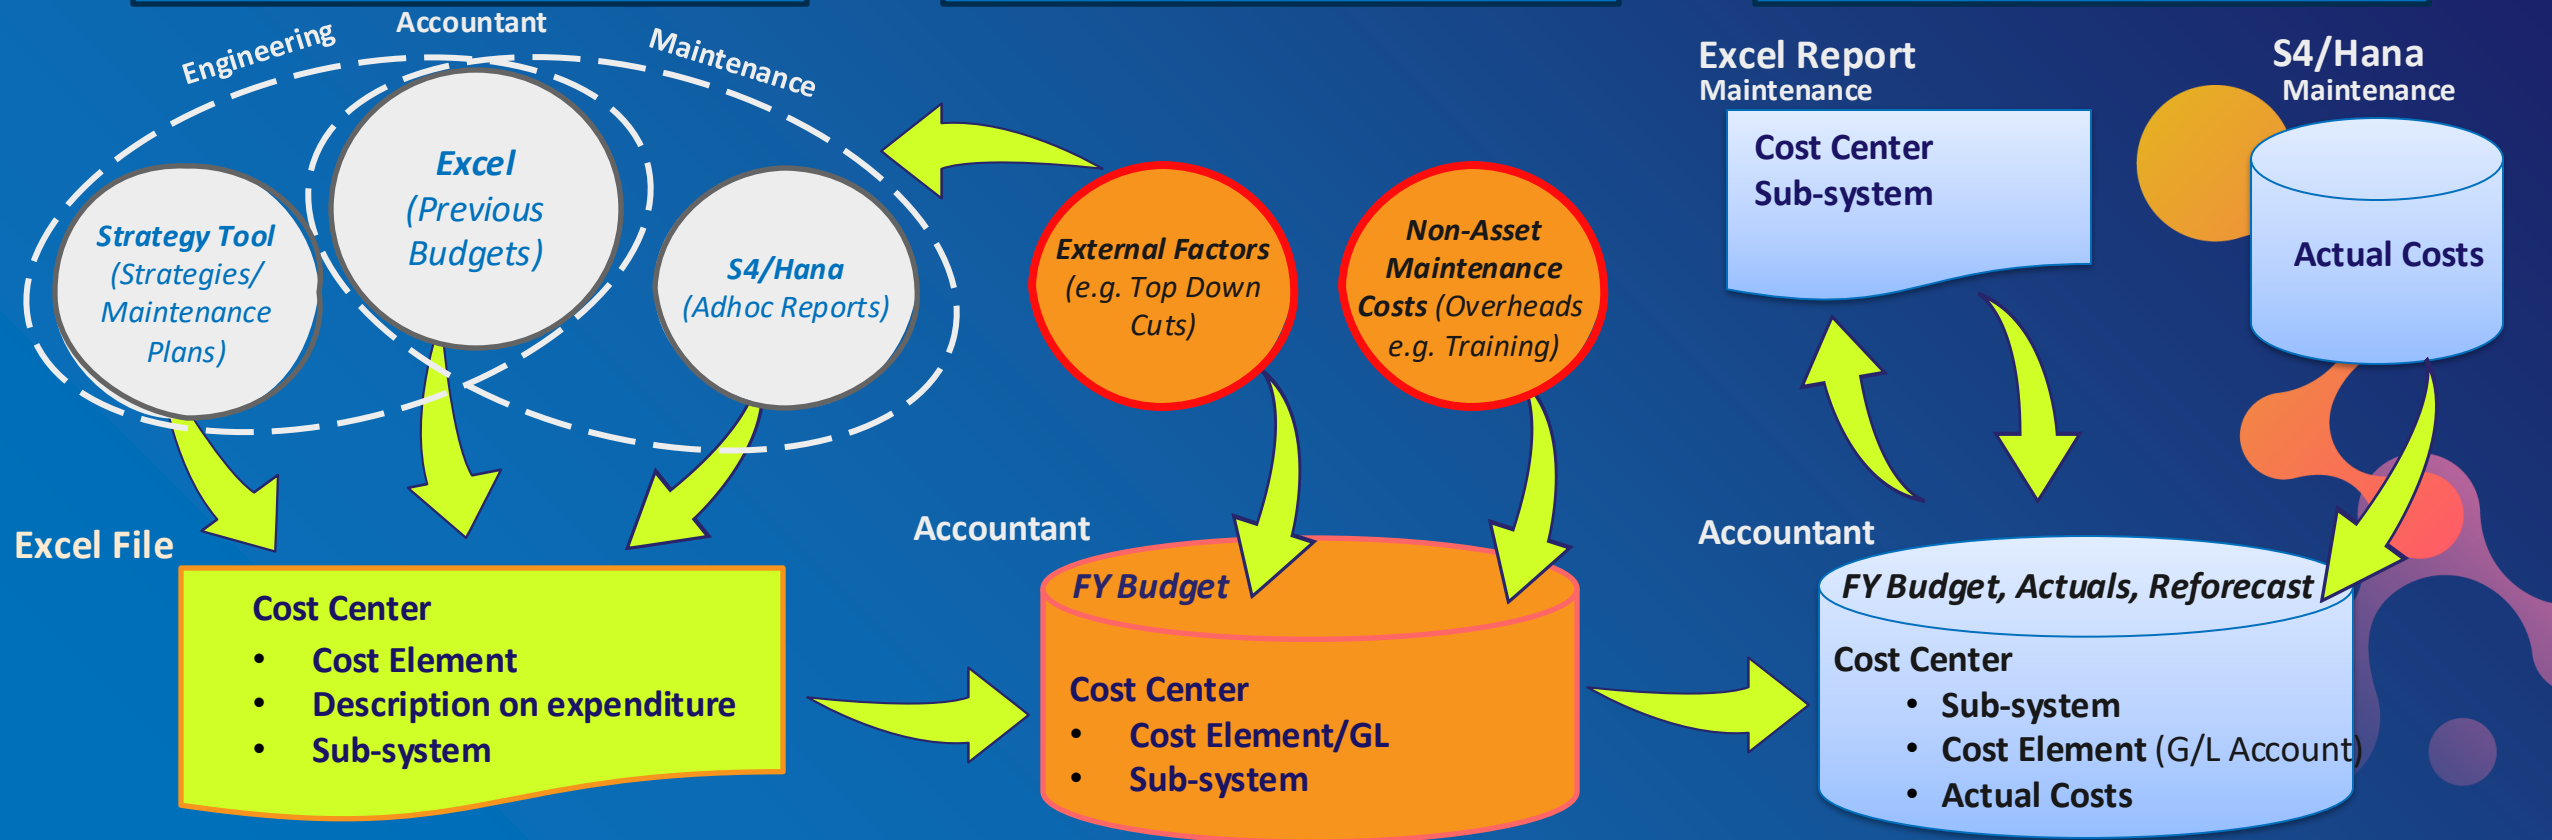 Engineering
Accountant
Maintenance
Strategy Tool
(Strategies/
Maintenance
Plans)
Excel
(Previous
Budgets)
S4/Hana
(Adhoc Reports)
Excel File
Cost Center
• Cost Element
• Description on expenditure
• Sub-system
External Factors
(e.g. Top Down
Cuts)
Non-Asset
Maintenance
Costs (Overheads
e.g. Training)
Accountant
FY Budget
Cost Center
• Cost Element/GL
• Sub-system
Excel Report
Maintenance
Cost Center
Sub-system
S4/Hana
Maintenance
Actual Costs
Accountant
FY Budget, Actuals, Reforecast
Cost Center
• Sub-system
• Cost Element (G/L Account)
• Actual Costs